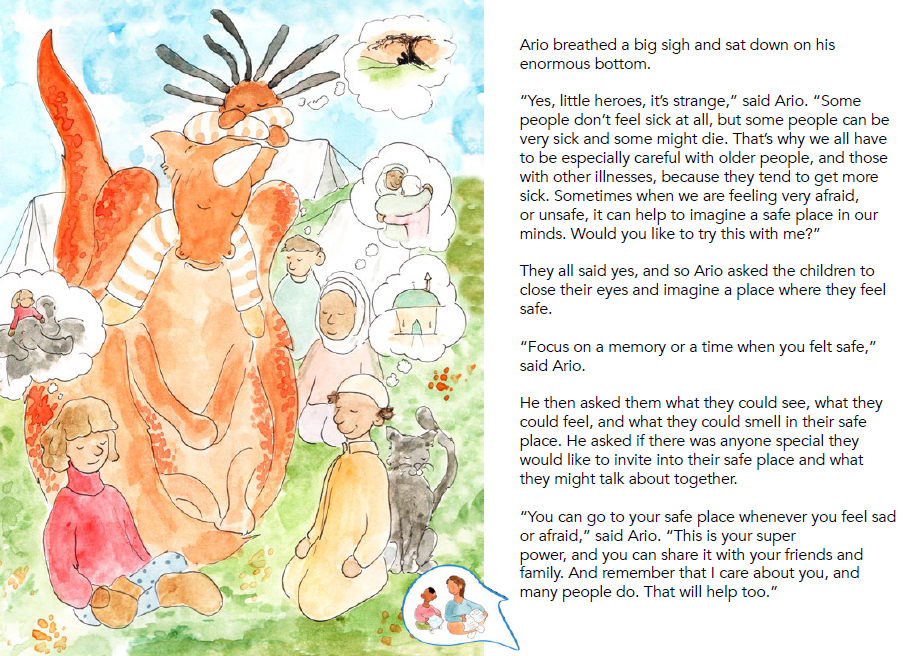 Ario breathed a big sigh and sat down on his
enormous bottom.
“Yes, little heroes, it’s strange,” said Ario. “Some
people don’t feel sick at all, but some people can be
very sick and some might die. That’s why we all have
to be especially careful with older people, and those
with other illnesses, because they tend to get more
sick. Sometimes when we are feeling very afraid,
or unsafe, it can help to imagine a safe place in our
minds. Would you like to try this with me?”
They all said yes, and so Ario asked the children to
close their eyes and imagine a place where they feel
safe.
“Focus on a memory or a time when you felt safe,”
said Ario.
He then asked them what they could see, what they
could feel, and what they could smell in their safe
place. He asked if there was anyone special they
would like to invite into their safe place and what
they might talk about together.
“You can go to your safe place whenever you feel sad
or afraid,” said Ario. “This is your super
power, and you can share it with your friends and
family. And remember that I care about you, and
many people do. That will help too.”